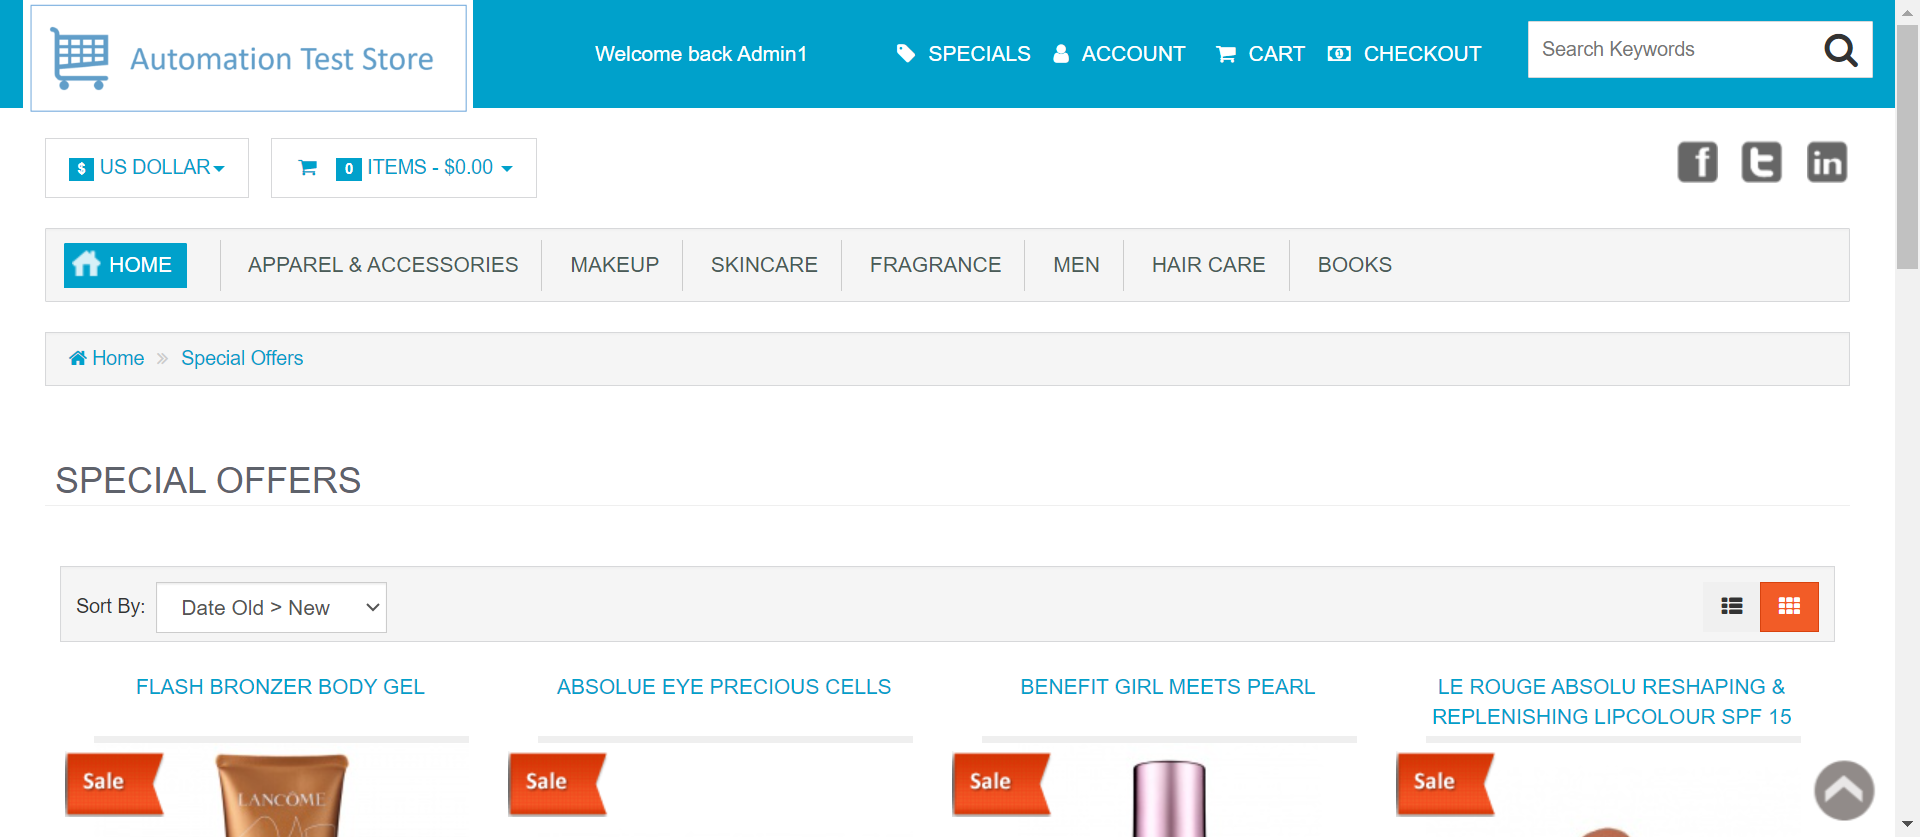 Automation Test Store
Welcome back Admin1
SPECIALS
ACCOUNT
CART
CHECKOUT
Search Keywords
$ US DOLLAR
0 ITEMS - $0.00
HOME
APPAREL & ACCESSORIES
MAKEUP
SKINCARE
FRAGRANCE
MEN
HAIR CARE
BOOKS
Home » Special Offers
SPECIAL OFFERS
Sort By: Date Old > New
FLASH BRONZER BODY GEL
ABSOLUE EYE PRECIOUS CELLS
BENEFIT GIRL MEETS PEARL
LE ROUGE ABSOLU RESHAPING &
REPLENISHING LIPCOLOUR SPF 15
Sale
LANCÔME
Sale
Sale
Sale